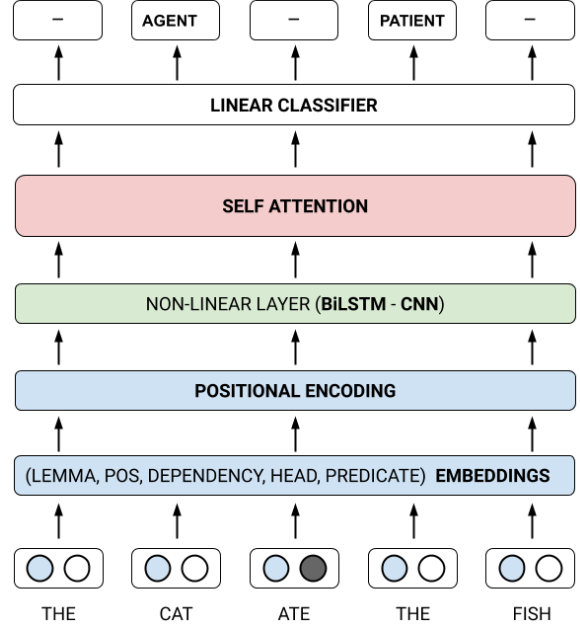 – AGENT – PATIENT –
LINEAR CLASSIFIER
SELF ATTENTION
NON-LINEAR LAYER (BiLSTM - CNN)
POSITIONAL ENCODING
(LEMMA, POS, DEPENDENCY, HEAD, PREDICATE) EMBEDDINGS
THE CAT ATE THE FISH